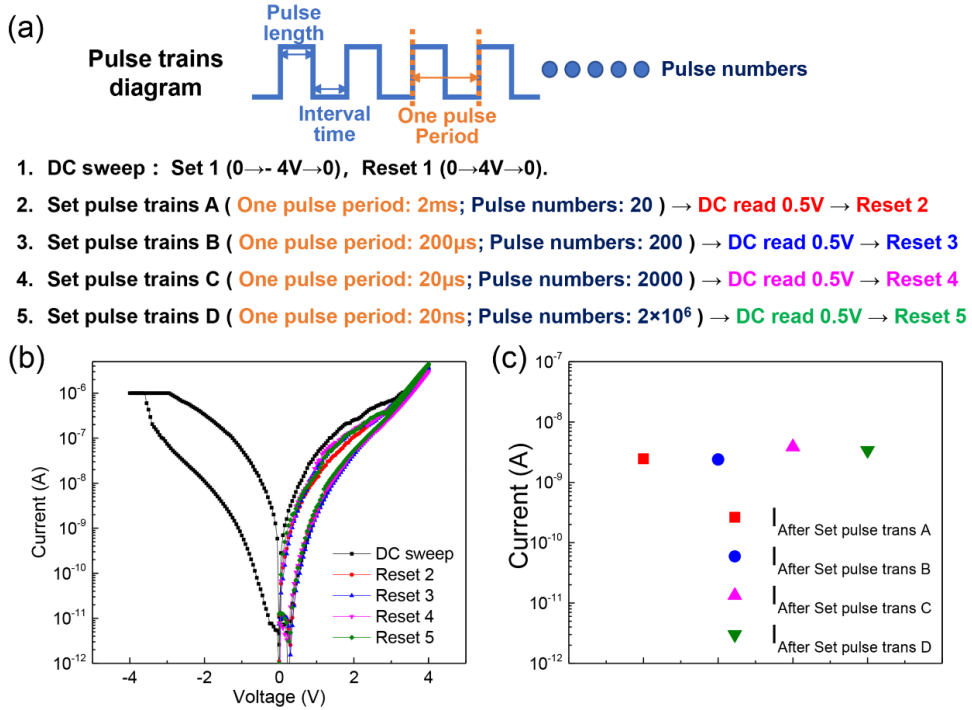 (a)
Pulse trains
diagram
Pulse
length
Interval
time
One pulse
Period
Pulse numbers
1. DC sweep： Set 1 (0→- 4V→0)， Reset 1 (0→4V→0).
2. Set pulse trains A ( One pulse period: 2ms; Pulse numbers: 20 ) → DC read 0.5V → Reset 2
3. Set pulse trains B ( One pulse period: 200μs; Pulse numbers: 200 ) → DC read 0.5V → Reset 3
4. Set pulse trains C ( One pulse period: 20μs; Pulse numbers: 2000 ) → DC read 0.5V → Reset 4
5. Set pulse trains D ( One pulse period: 20ns; Pulse numbers: 2×10⁶ ) → DC read 0.5V → Reset 5
(b)
Current (A)
10⁻⁶
10⁻⁷
10⁻⁸
10⁻⁹
10⁻¹⁰
10⁻¹¹
10⁻¹²
-4
-2
0
2
4
Voltage (V)
DC sweep
Reset 2
Reset 3
Reset 4
Reset 5
(c)
Current (A)
10⁻⁷
10⁻⁸
10⁻⁹
10⁻¹⁰
10⁻¹¹
10⁻¹²
I After Set pulse trans A
I After Set pulse trans B
I After Set pulse trans C
I After Set pulse trans D